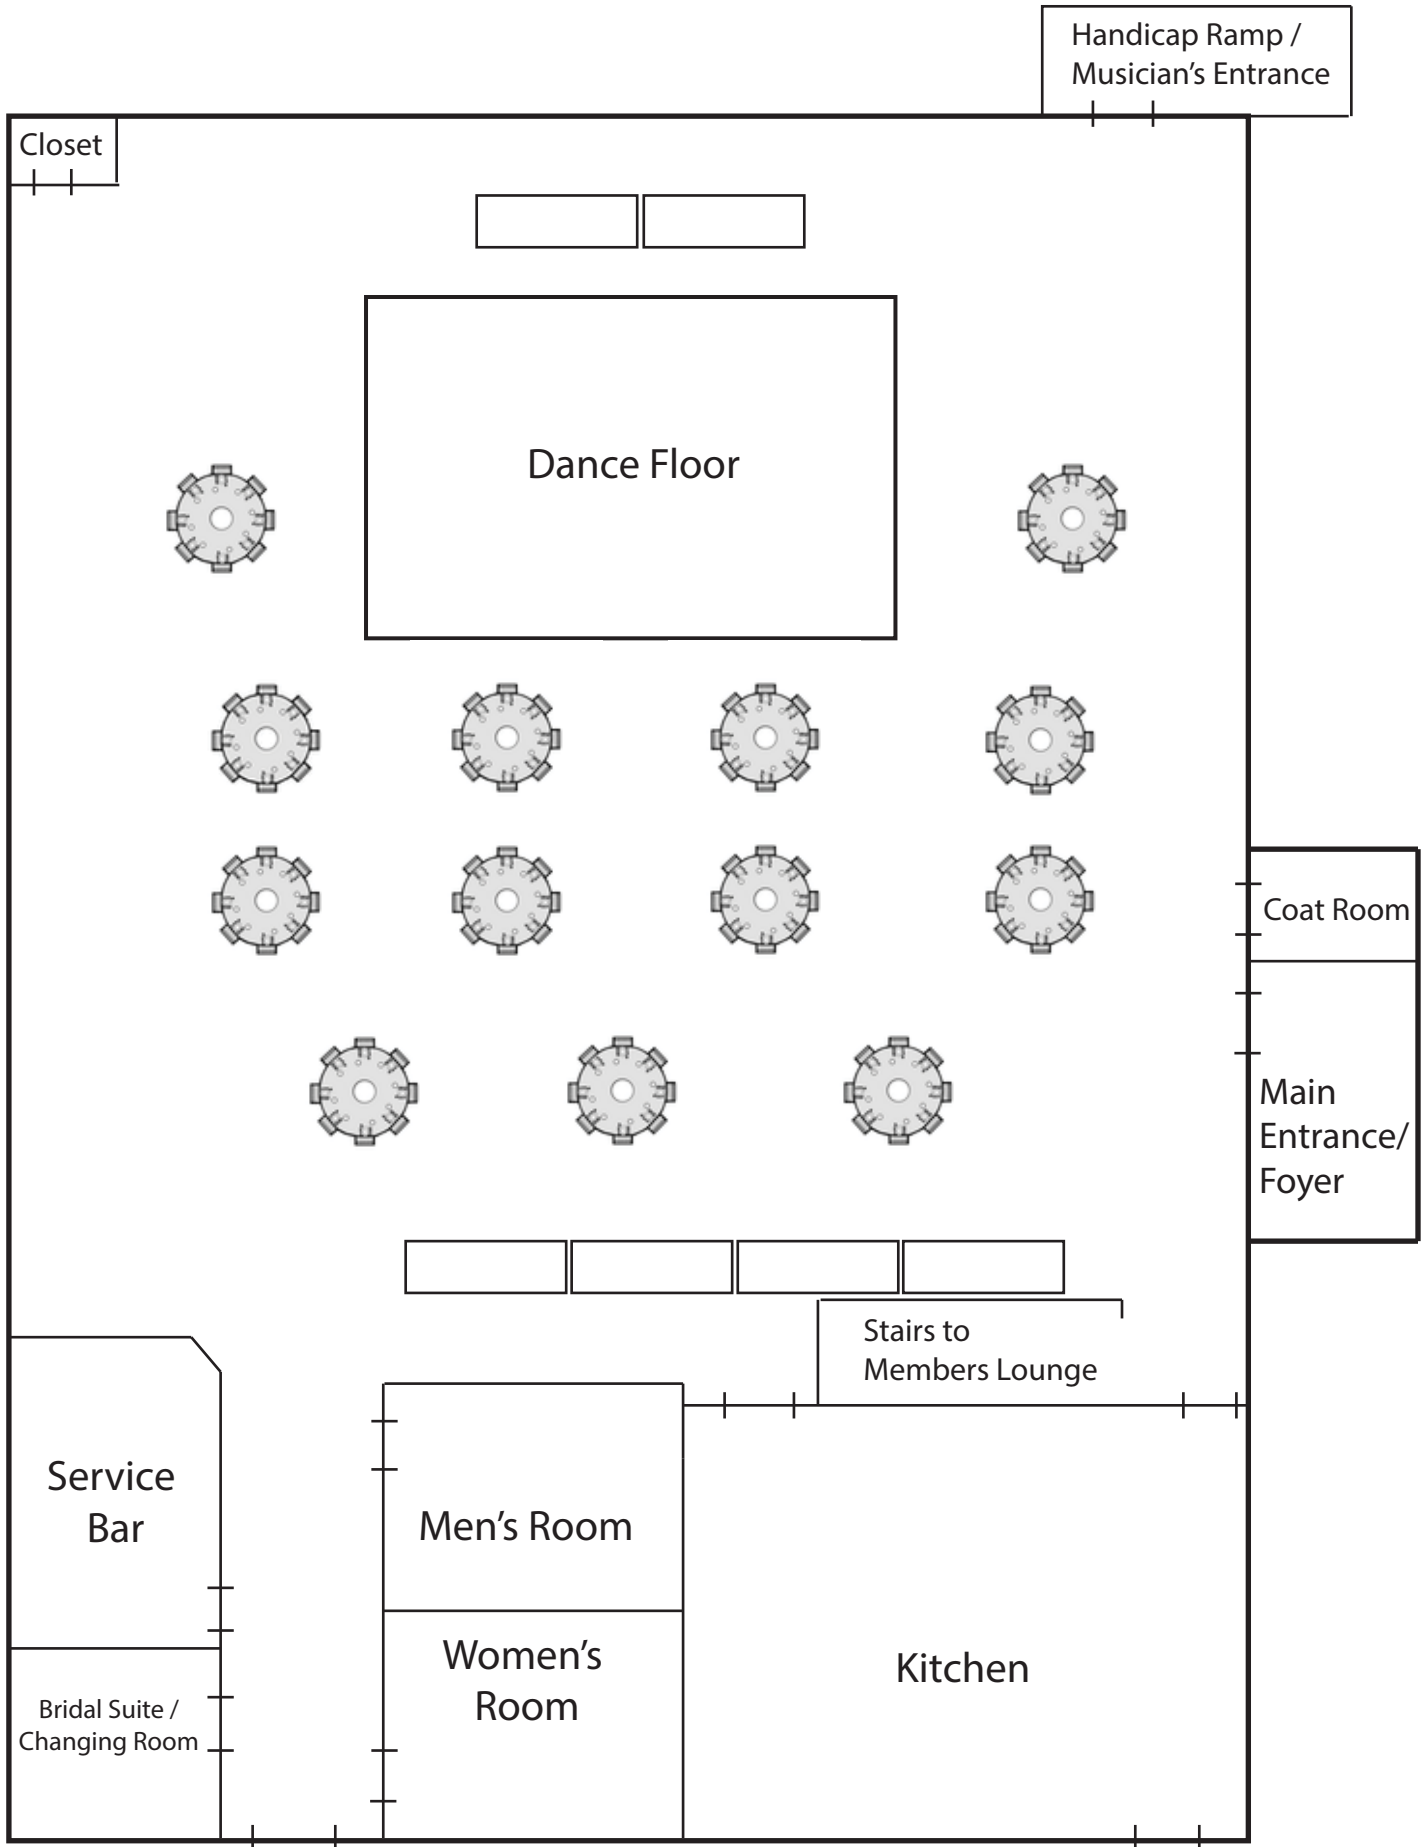 Handicap Ramp /
Musician's Entrance
Closet
Dance Floor
Coat Room
Main
Entrance/
Foyer
Stairs to
Members Lounge
Service
Bar
Men's Room
Women's
Room
Kitchen
Bridal Suite /
Changing Room